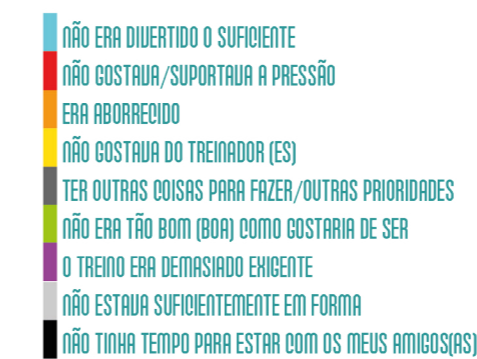 NÃO ERA DIVERTIDO O SUFICIENTE
NÃO GOSTAVA/SUPORTAVA A PRESSÃO
ERA ABORRECIDO
NÃO GOSTAVA DO TREINADOR (ES)
TER OUTRAS COISAS PARA FAZER/OUTRAS PRIORIDADES
NÃO ERA TÃO BOM (BOA) COMO GOSTARIA DE SER
O TREINO ERA DEMASIADO EXIGENTE
NÃO ESTAVA SUFICIENTEMENTE EM FORMA
NÃO TINHA TEMPO PARA ESTAR COM OS MEUS AMIGOS(AS)